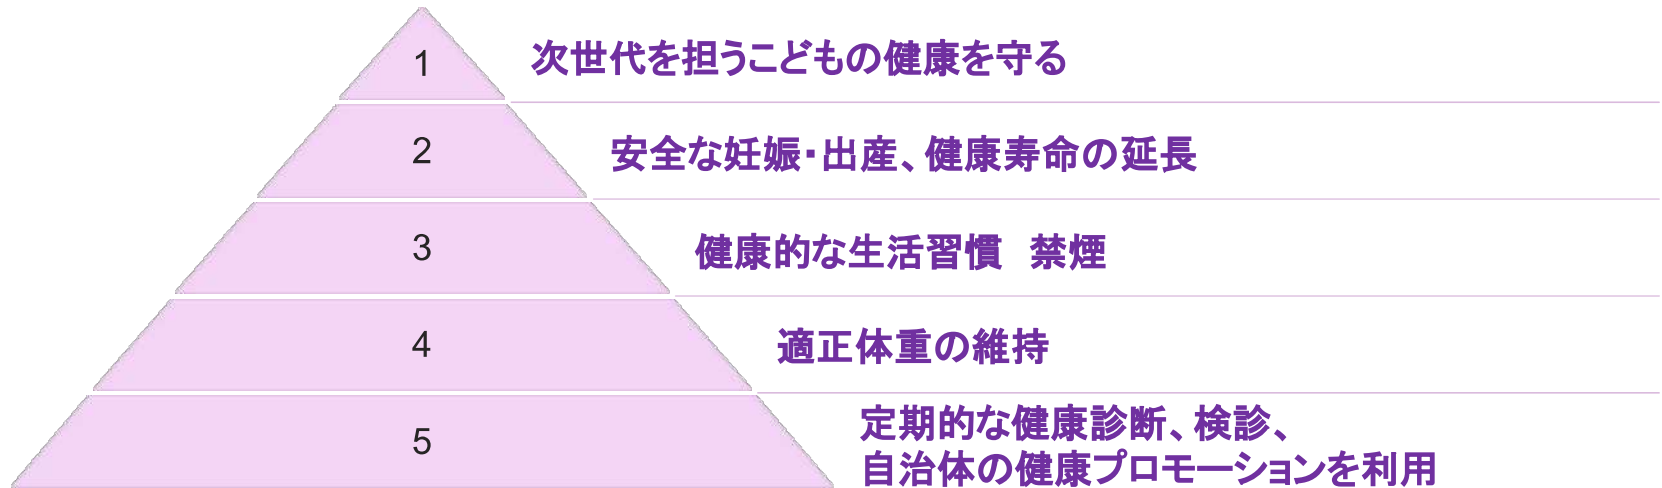 1
次世代を担うこどもの健康を守る
2
安全な妊娠・出産、健康寿命の延長
3
健康的な生活習慣　禁煙
4
適正体重の維持
5
定期的な健康診断、検診、
自治体の健康プロモーションを利用